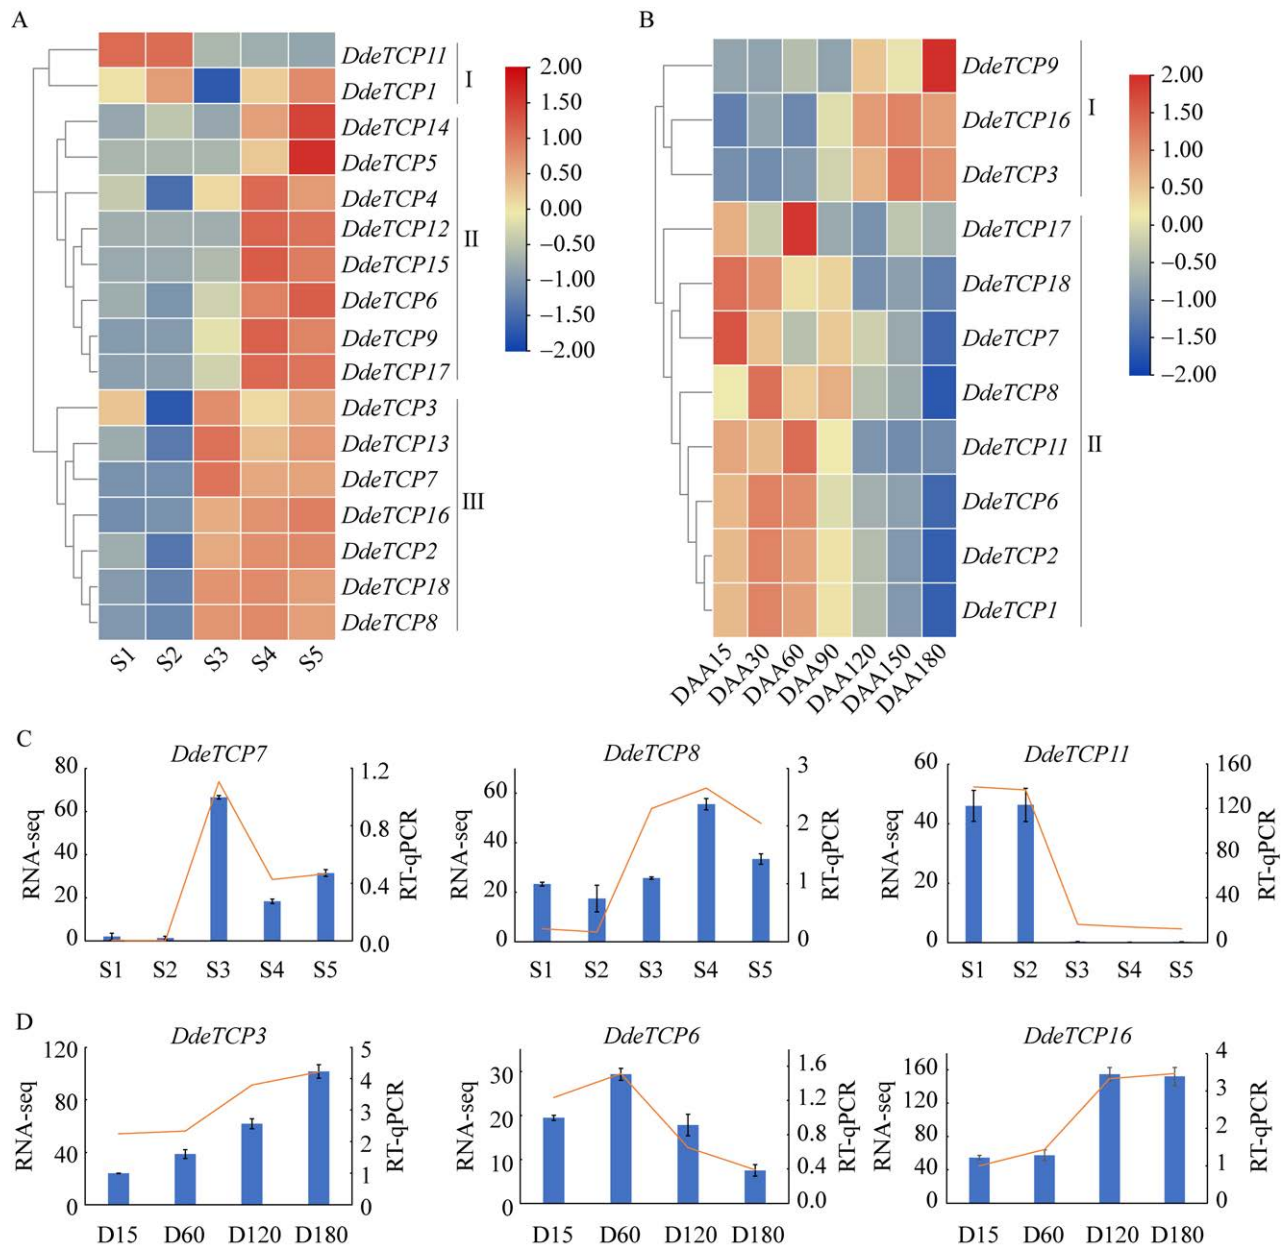 A
DdeTCP11
DdeTCP1
DdeTCP14
DdeTCP5
DdeTCP4
DdeTCP12
DdeTCP15
DdeTCP6
DdeTCP9
DdeTCP17
DdeTCP3
DdeTCP13
DdeTCP7
DdeTCP16
DdeTCP2
DdeTCP18
DdeTCP8
I
II
III
2.00
1.50
1.00
0.50
0.00
−0.50
−1.00
−1.50
−2.00
S1 S2 S3 S4 S5
B
DdeTCP9
DdeTCP16
DdeTCP3
DdeTCP17
DdeTCP18
DdeTCP7
DdeTCP8
DdeTCP11
DdeTCP6
DdeTCP2
DdeTCP1
I
II
2.00
1.50
1.00
0.50
0.00
−0.50
−1.00
−1.50
−2.00
DAA15 DAA30 DAA60 DAA90 DAA120 DAA150 DAA180
C
DdeTCP7
RNA-seq
80
60
40
20
0
1.2
0.8
0.4
0.0
RT-qPCR
S1 S2 S3 S4 S5
DdeTCP8
RNA-seq
60
40
20
0
3
2
1
0
RT-qPCR
S1 S2 S3 S4 S5
DdeTCP11
RNA-seq
60
40
20
0
160
120
80
40
0
RT-qPCR
S1 S2 S3 S4 S5
D
DdeTCP3
RNA-seq
120
80
40
0
5
4
3
2
1
0
RT-qPCR
D15 D60 D120 D180
DdeTCP6
RNA-seq
30
20
10
0
1.6
1.2
0.8
0.4
0.0
RT-qPCR
D15 D60 D120 D180
DdeTCP16
RNA-seq
160
120
80
40
0
4
3
2
1
0
RT-qPCR
D15 D60 D120 D180